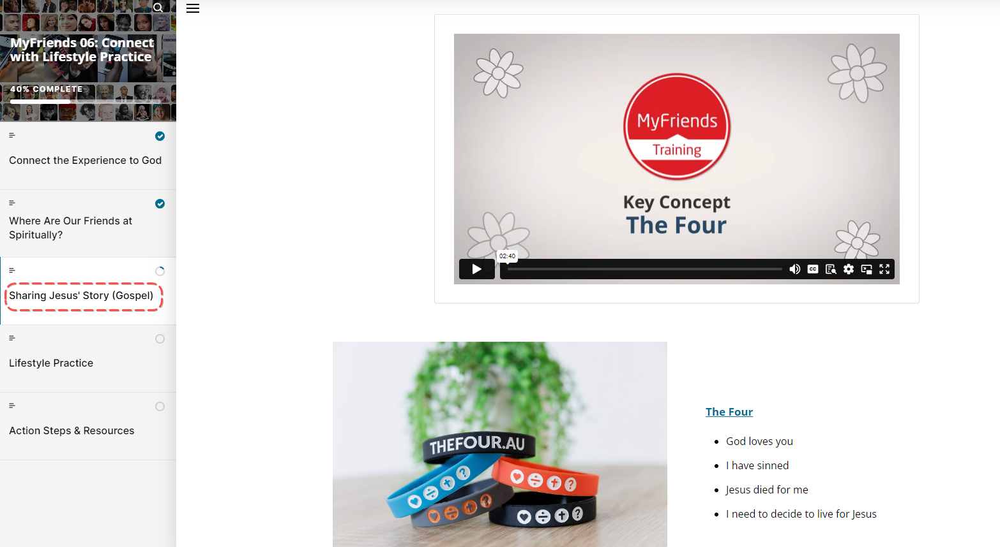 MyFriends 06: Connect
with Lifestyle Practice
40% COMPLETE
Connect the Experience to God
Where Are Our Friends at
Spiritually?
Sharing Jesus' Story (Gospel)
Lifestyle Practice
Action Steps & Resources
MyFriends
Training
Key Concept
The Four
02:40
CC
THEFOUR.AU
The Four
God loves you
I have sinned
Jesus died for me
I need to decide to live for Jesus